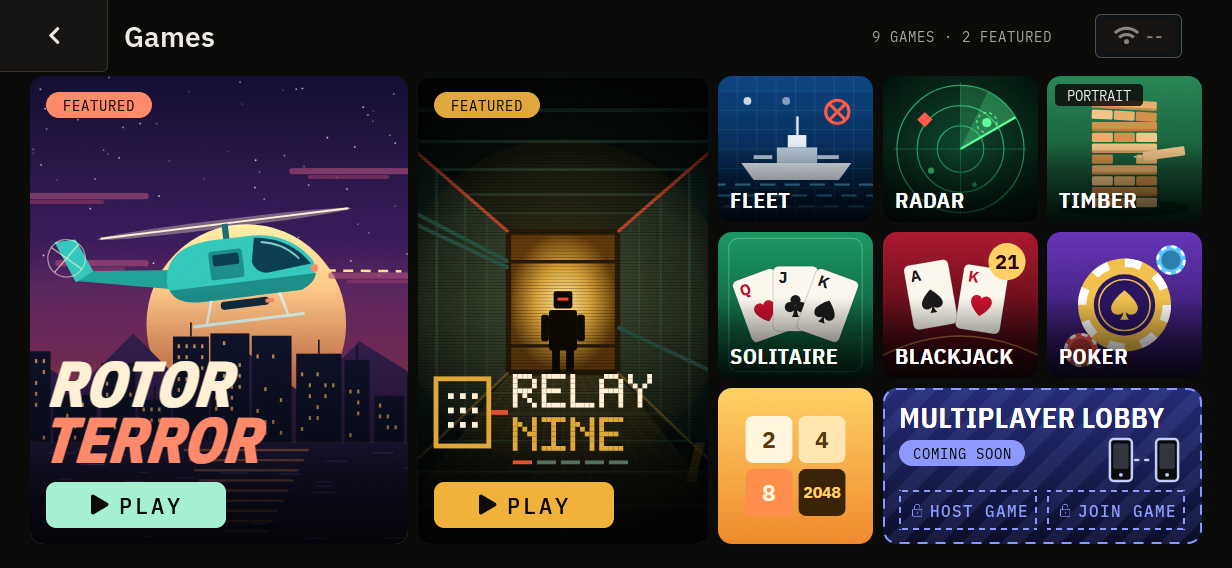 Games
9 GAMES · 2 FEATURED
--
FEATURED
ROTOR
TERROR
PLAY
FEATURED
RELAY
NINE
PLAY
FLEET
RADAR
PORTRAIT
TIMBER
Q
J
K
SOLITAIRE
A
K
21
BLACKJACK
POKER
2
4
8
2048
MULTIPLAYER LOBBY
COMING SOON
HOST GAME
JOIN GAME